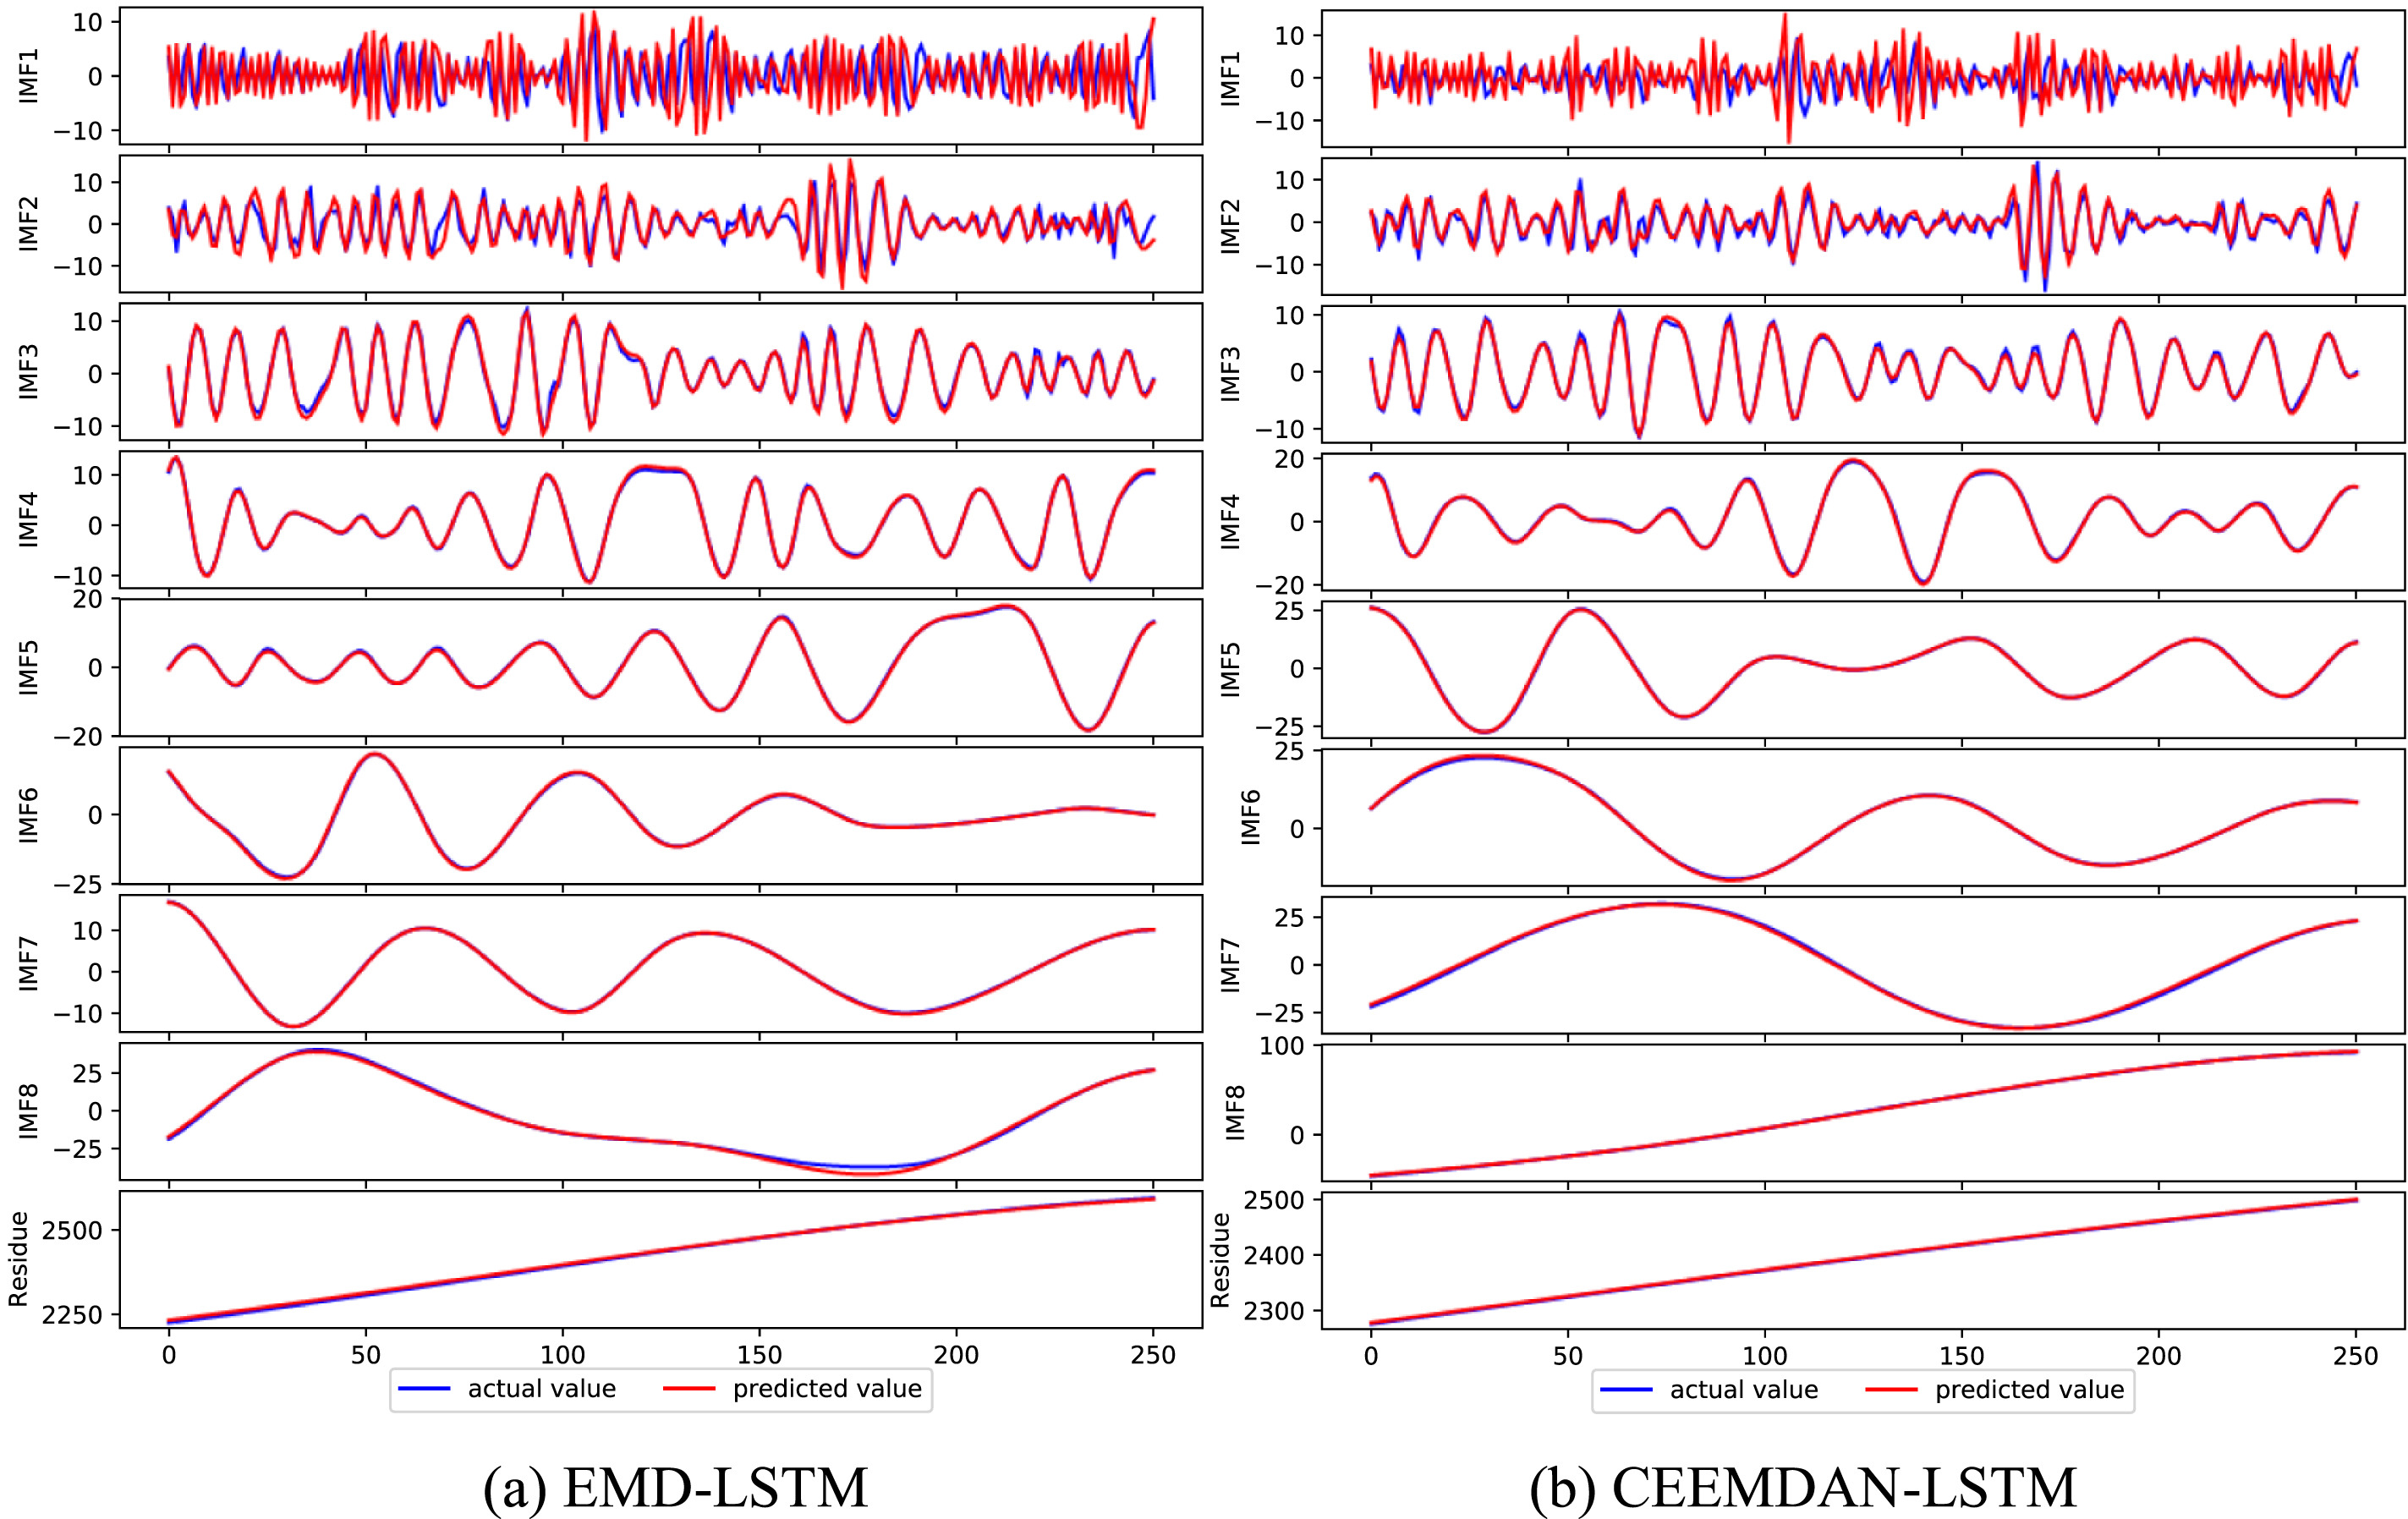 IMF1
10
0
−10
IMF2
10
0
−10
IMF3
10
0
−10
IMF4
10
0
−10
IMF5
20
0
−20
IMF6
0
−25
IMF7
10
0
−10
IMF8
25
0
−25
Residue
2500
2250
0 50 100 150 200 250
actual value predicted value
(a) EMD-LSTM
IMF1
10
0
−10
IMF2
10
0
−10
IMF3
10
0
−10
IMF4
20
0
−20
IMF5
25
0
−25
IMF6
25
0
IMF7
25
0
−25
IMF8
100
0
Residue
2500
2400
2300
0 50 100 150 200 250
actual value predicted value
(b) CEEMDAN-LSTM